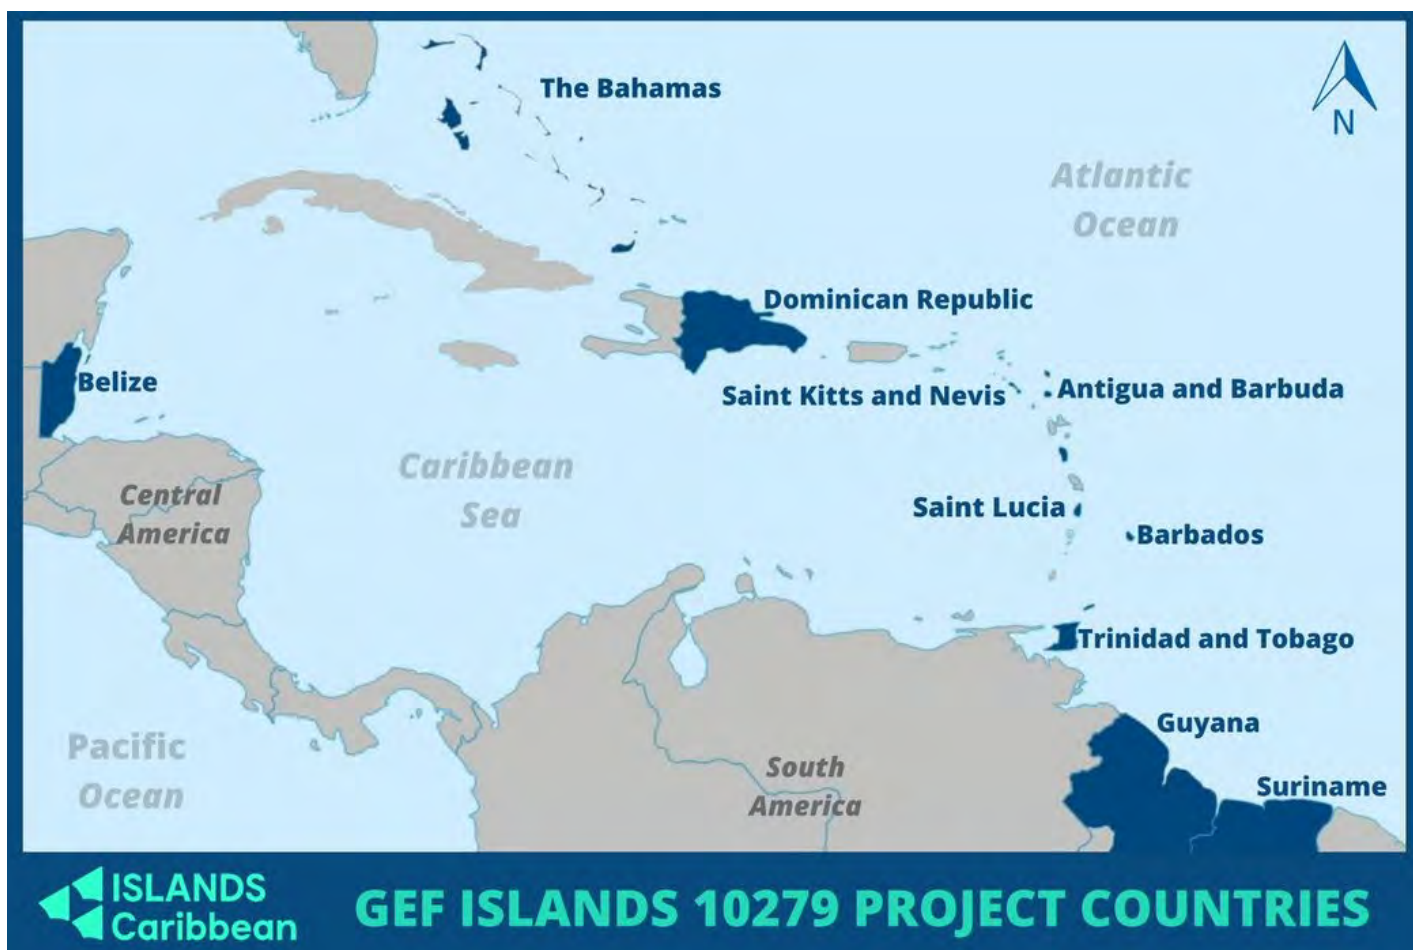 The Bahamas
N
Atlantic
Ocean
Dominican Republic
Belize
Saint Kitts and Nevis
Antigua and Barbuda
Caribbean
Sea
Central
America
Saint Lucia
Barbados
Trinidad and Tobago
Guyana
Pacific
Ocean
South
America
Suriname
ISLANDS
Caribbean
GEF ISLANDS 10279 PROJECT COUNTRIES